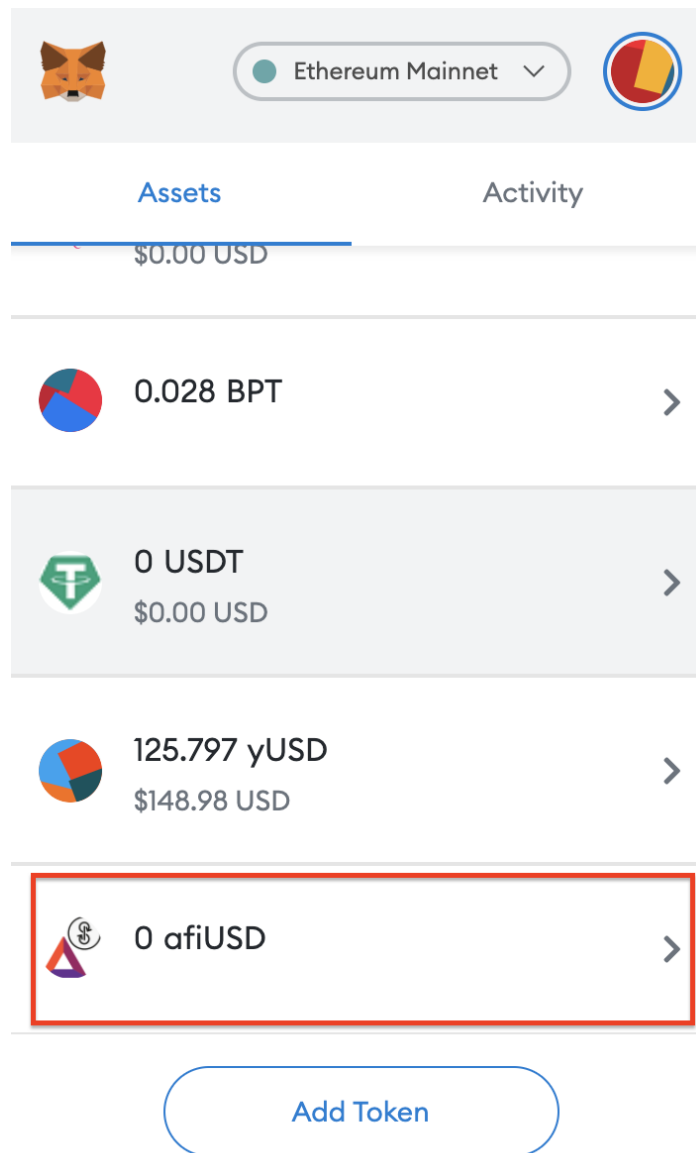 Ethereum Mainnet
Assets
Activity
$0.00 USD
0.028 BPT
0 USDT
$0.00 USD
125.797 yUSD
$148.98 USD
0 afiUSD
Add Token